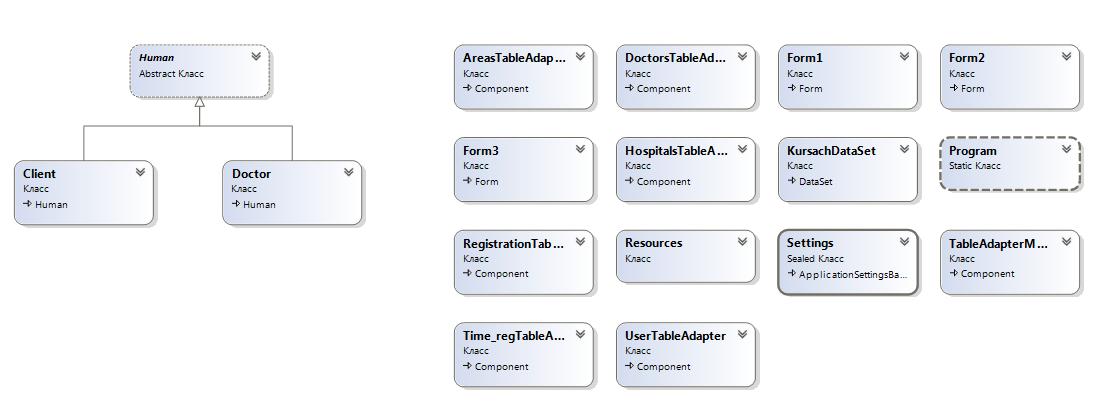 Human
Abstract Класс
Client
Класс
Human
Doctor
Класс
Human
AreasTableAdap...
Класс
Component
DoctorsTableAd...
Класс
Component
Form1
Класс
Form
Form2
Класс
Form
Form3
Класс
Form
HospitalsTableA...
Класс
Component
KursachDataSet
Класс
DataSet
Program
Static Класс
RegistrationTab...
Класс
Component
Resources
Класс
Settings
Sealed Класс
ApplicationSettingsBa...
TableAdapterM...
Класс
Component
Time_regTableA...
Класс
Component
UserTableAdapter
Класс
Component